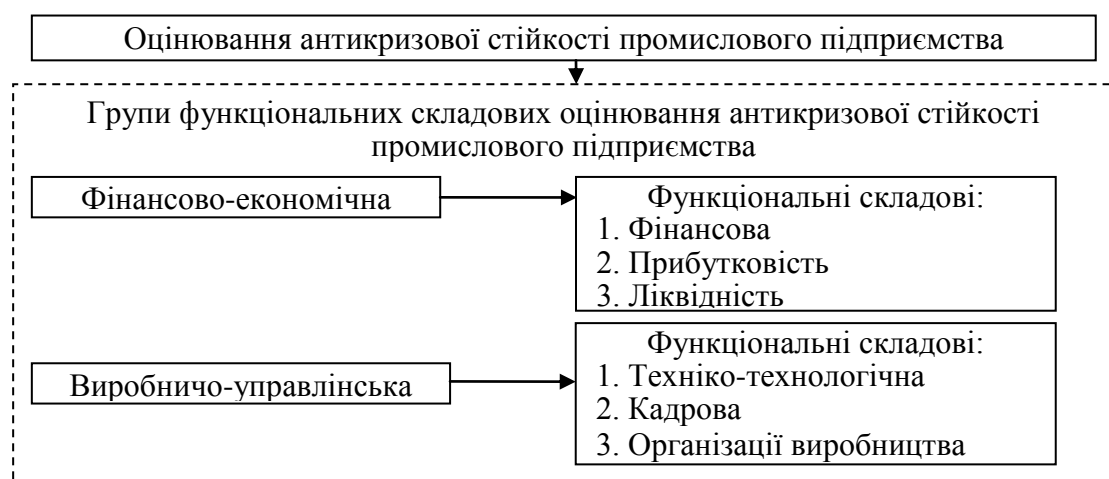 Оцінювання антикризової стійкості промислового підприємства
Групи функціональних складових оцінювання антикризової стійкості
промислового підприємства
Фінансово-економічна
Функціональні складові:
1. Фінансова
2. Прибутковість
3. Ліквідність
Виробничо-управлінська
Функціональні складові:
1. Техніко-технологічна
2. Кадрова
3. Організації виробництва